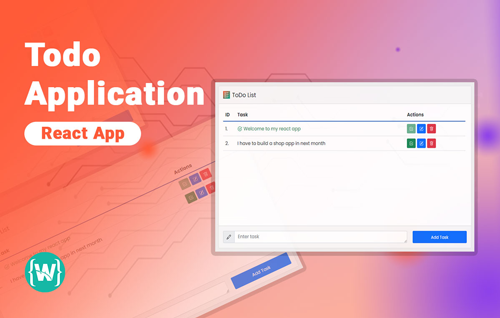 Todo
Application
React App
ToDo List
ID Task Actions
1. @ Welcome to my react app
2. I have to build a shop app in next month
Enter task
Add Task
Actions
Add Task
{W}